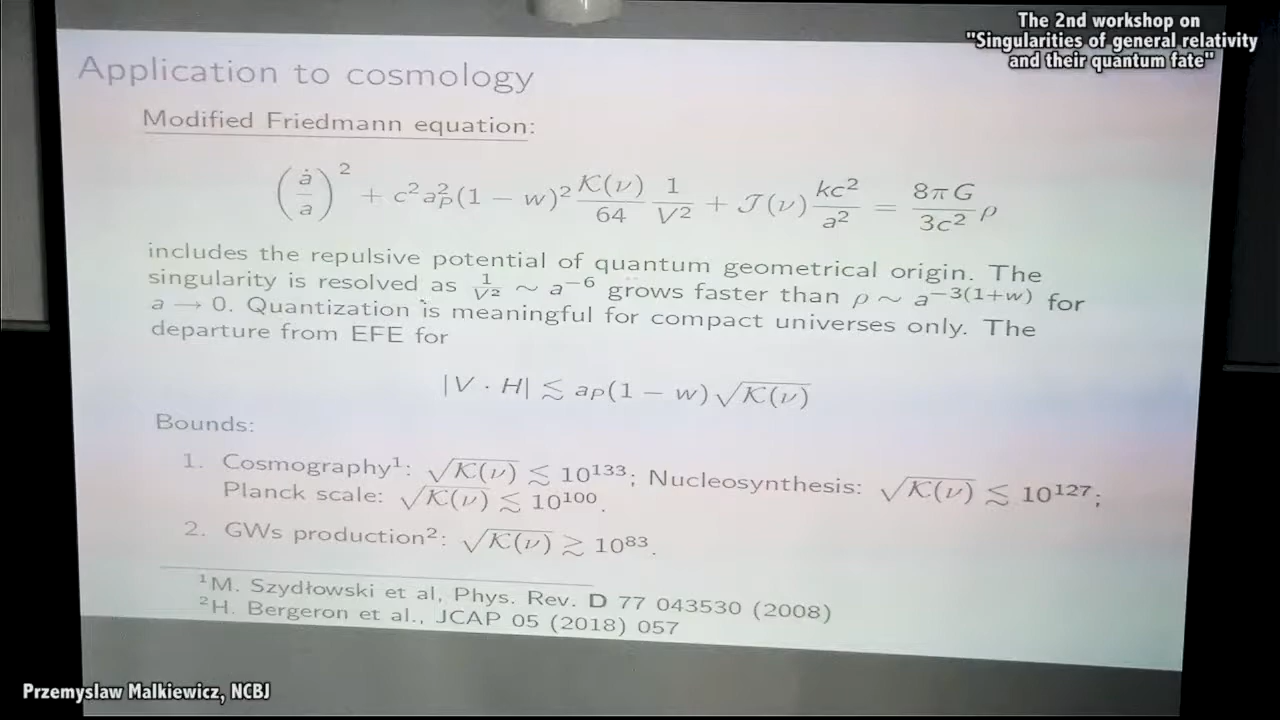 The 2nd workshop on
"Singularities of general relativity
and their quantum fate"
Application to cosmology
Modified Friedmann equation:
(ȧ/a)² + c²a_P²(1 − w)² 𝒦(ν)/64 1/V² + 𝒥(ν) kc²/a² = 8πG/3c² ρ
includes the repulsive potential of quantum geometrical origin. The
singularity is resolved as 1/V² ∼ a⁻⁶ grows faster than ρ ∼ a^{−3(1+w)} for
a → 0. Quantization is meaningful for compact universes only. The
departure from EFE for
|V · H| ≲ a_P(1 − w)√𝒦(ν)
Bounds:
1. Cosmography¹: √𝒦(ν) ≲ 10¹³³; Nucleosynthesis: √𝒦(ν) ≲ 10¹²⁷;
Planck scale: √𝒦(ν) ≲ 10¹⁰⁰.
2. GWs production²: √𝒦(ν) ≳ 10⁸³.
¹M. Szydłowski et al, Phys. Rev. D 77 043530 (2008)
²H. Bergeron et al., JCAP 05 (2018) 057
Przemyslaw Malkiewicz, NCBJ